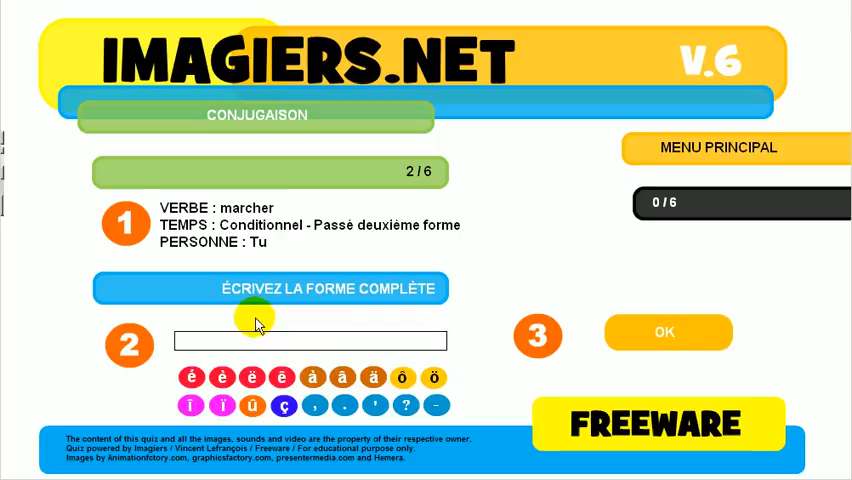 IMAGIERS.NET
V.6
CONJUGAISON
MENU PRINCIPAL
2 / 6
0 / 6
1
VERBE : marcher
TEMPS : Conditionnel - Passé deuxième forme
PERSONNE : Tu
ÉCRIVEZ LA FORME COMPLÈTE
2
3
OK
é è ë ê à â ä ô ö
î ï û ç , . ' ? -
FREEWARE
The content of this quiz and all the images, sounds and video are the property of their respective owner.
Quiz powered by Imagiers / Vincent Lefrançois / Freeware / For educational purpose only.
Images by Animationfctory.com, graphicsfactory.com, presentermedia.com and Hemera.